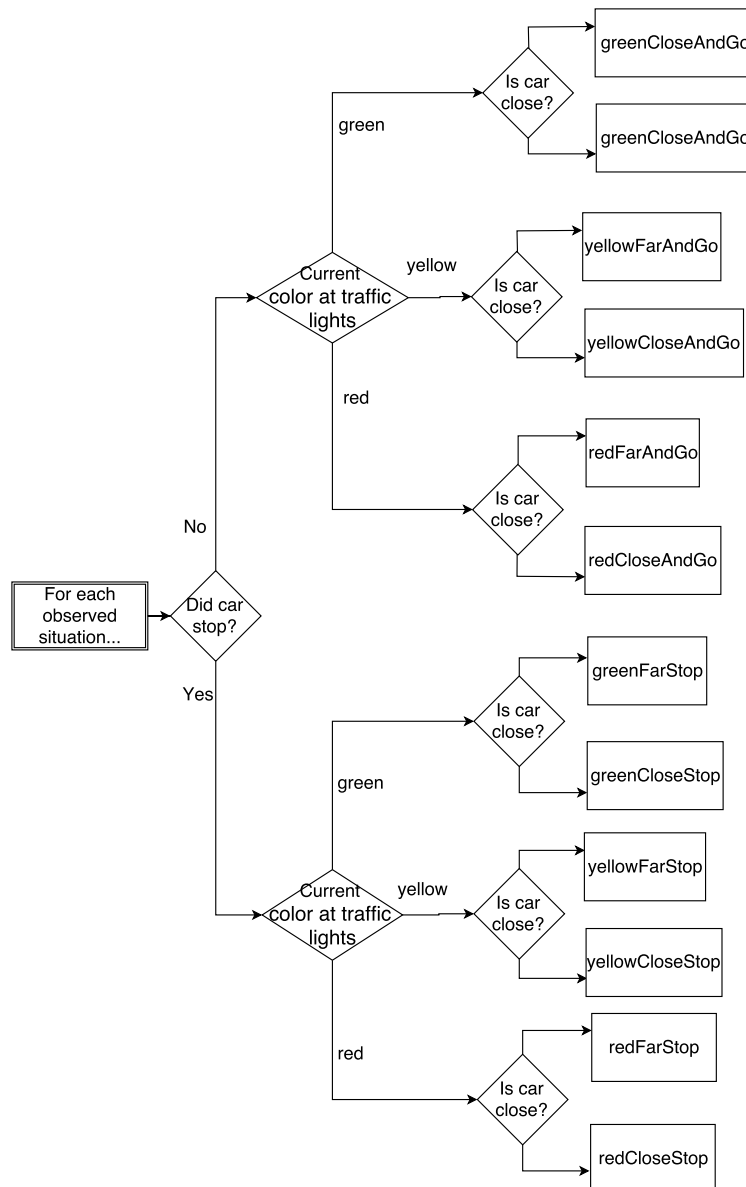 greenCloseAndGo
Is car
close?
greenCloseAndGo
green
yellowFarAndGo
yellow
Current
color at traffic
lights
Is car
close?
yellowCloseAndGo
red
redFarAndGo
Is car
close?
No
redCloseAndGo
For each
observed
situation...
Did car
stop?
Yes
greenFarStop
Is car
close?
green
greenCloseStop
yellowFarStop
yellow
Current
color at traffic
lights
Is car
close?
yellowCloseStop
red
redFarStop
Is car
close?
redCloseStop